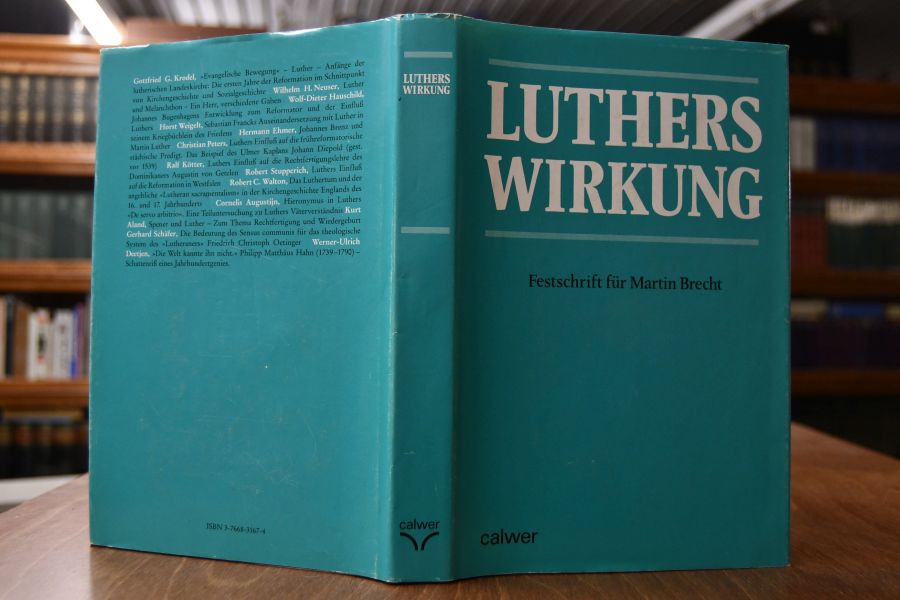 Gottfried G. Krodel, »Evangelische Bewegung« – Luther – Anfänge der
lutherischen Landeskirche: Die ersten Jahre der Reformation im Schnittpunkt
von Kirchengeschichte und Sozialgeschichte Wilhelm H. Neuser, Luther
und Melanchthon – Ein Herr, verschiedene Gaben Wolf-Dieter Hauschild,
Johannes Bugenhagens Entwicklung zum Reformator und der Einfluß
Luthers Horst Weigelt, Sebastian Francks Auseinandersetzung mit Luther in
seinem Kriegbüchlein des Friedens Hermann Ehmer, Johannes Brenz und
Martin Luther Christian Peters, Luthers Einfluß auf die frühreformatorische
städtische Predigt. Das Beispiel des Ulmer Kaplans Johann Diepold (gest.
vor 1539) Ralf Kötter, Luthers Einfluß auf die Rechtfertigungslehre des
Dominikaners Augustin von Getelen Robert Stupperich, Luthers Einfluß
auf die Reformation in Westfalen Robert C. Walton, Das Luthertum und der
angebliche »Lutheran sacrapientalism« in der Kirchengeschichte Englands des
16. und 17. Jahrhunderts Cornelis Augustijn, Hieronymus in Luthers
»De servo arbitrio«. Eine Teiluntersuchung zu Luthers Väterverständnis Kurt
Aland, Spener und Luther – Zum Thema Rechtfertigung und Wiedergeburt
Gerhard Schäfer, Die Bedeutung des Sensus communis für das theologische
System des »Lutheraners« Friedrich Christoph Oetinger Werner-Ulrich
Deetjen, »Die Welt kannte ihn nicht.« Philipp Matthäus Hahn (1739–1790) –
Schattenriß eines Jahrhundertgenies.
ISBN 3-7668-3167-4
LUTHERS
WIRKUNG
calwer
LUTHERS
WIRKUNG
Festschrift für Martin Brecht
calwer